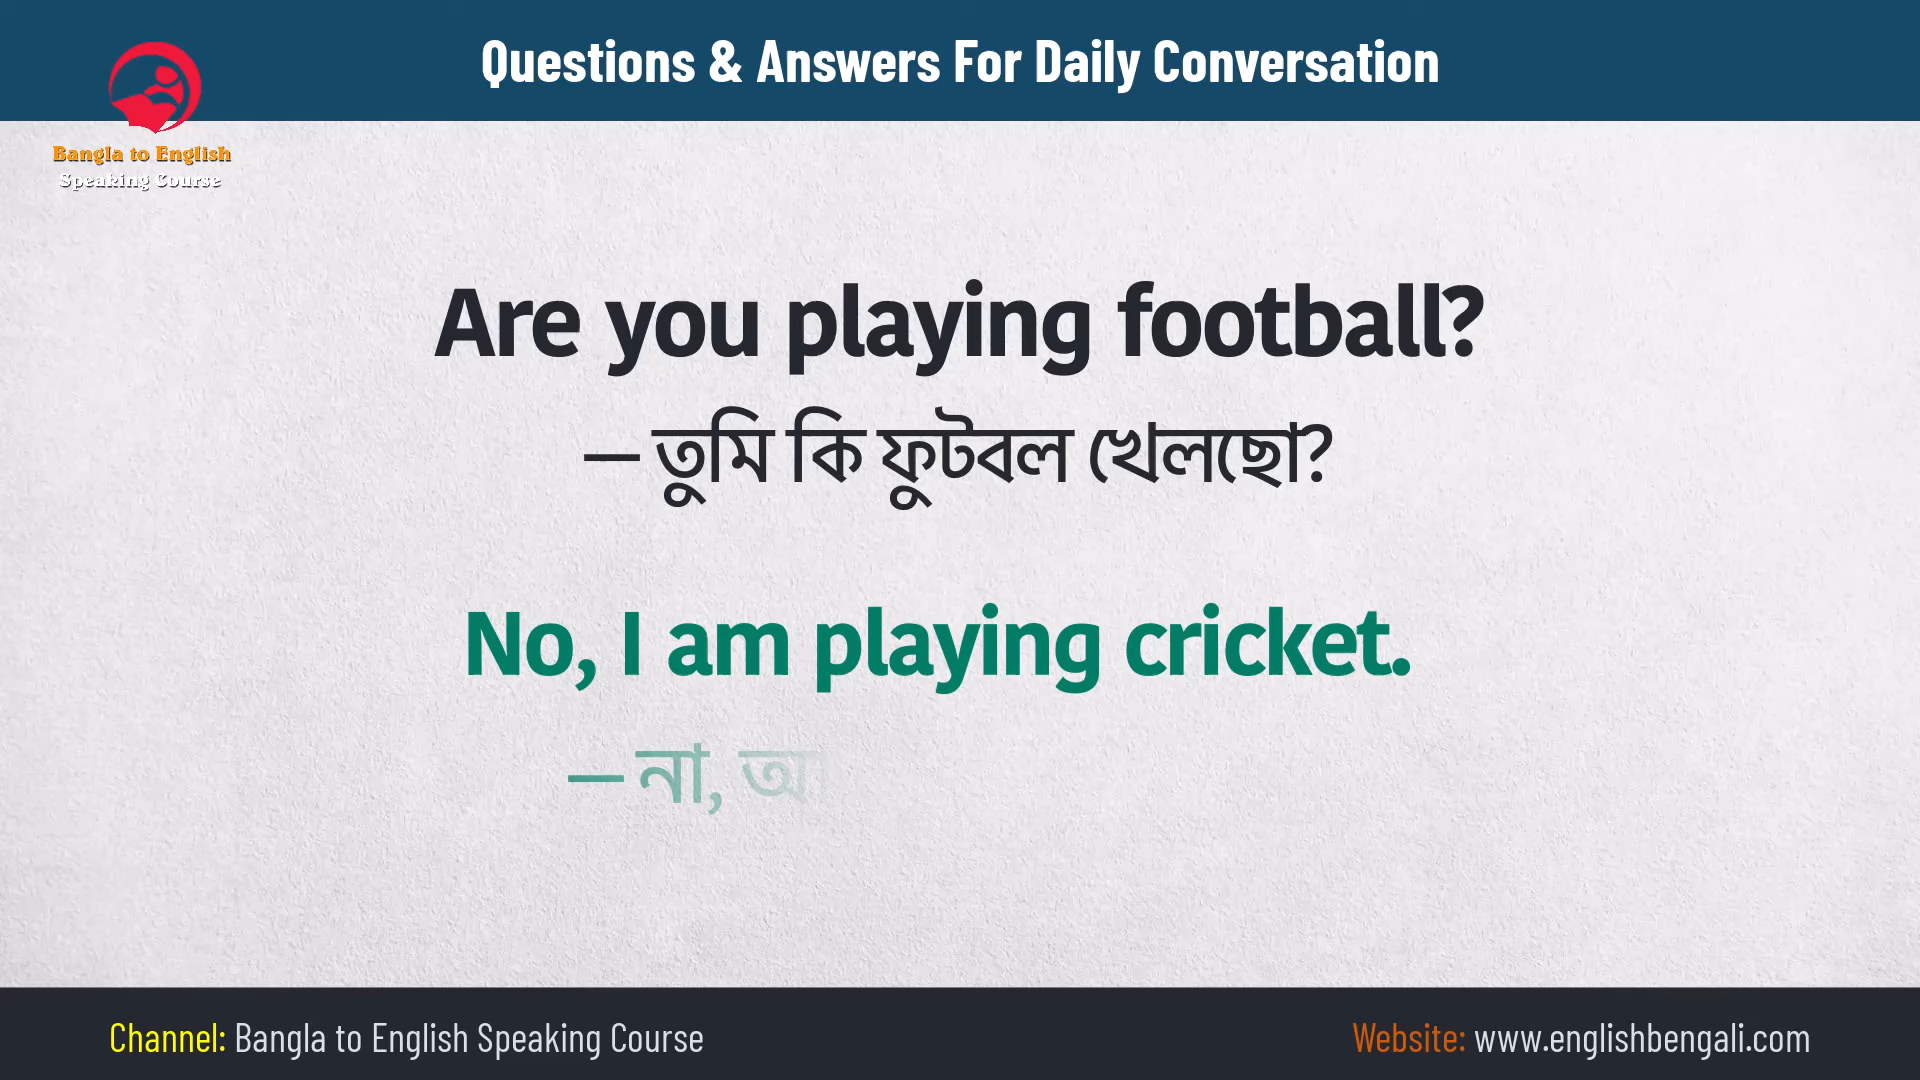 Questions & Answers For Daily Conversation
Bangla to English
Speaking Course
Are you playing football?
– তুমি কি ফুটবল খেলছো?
No, I am playing cricket.
– না,
Channel: Bangla to English Speaking Course
Website: www.englishbengali.com